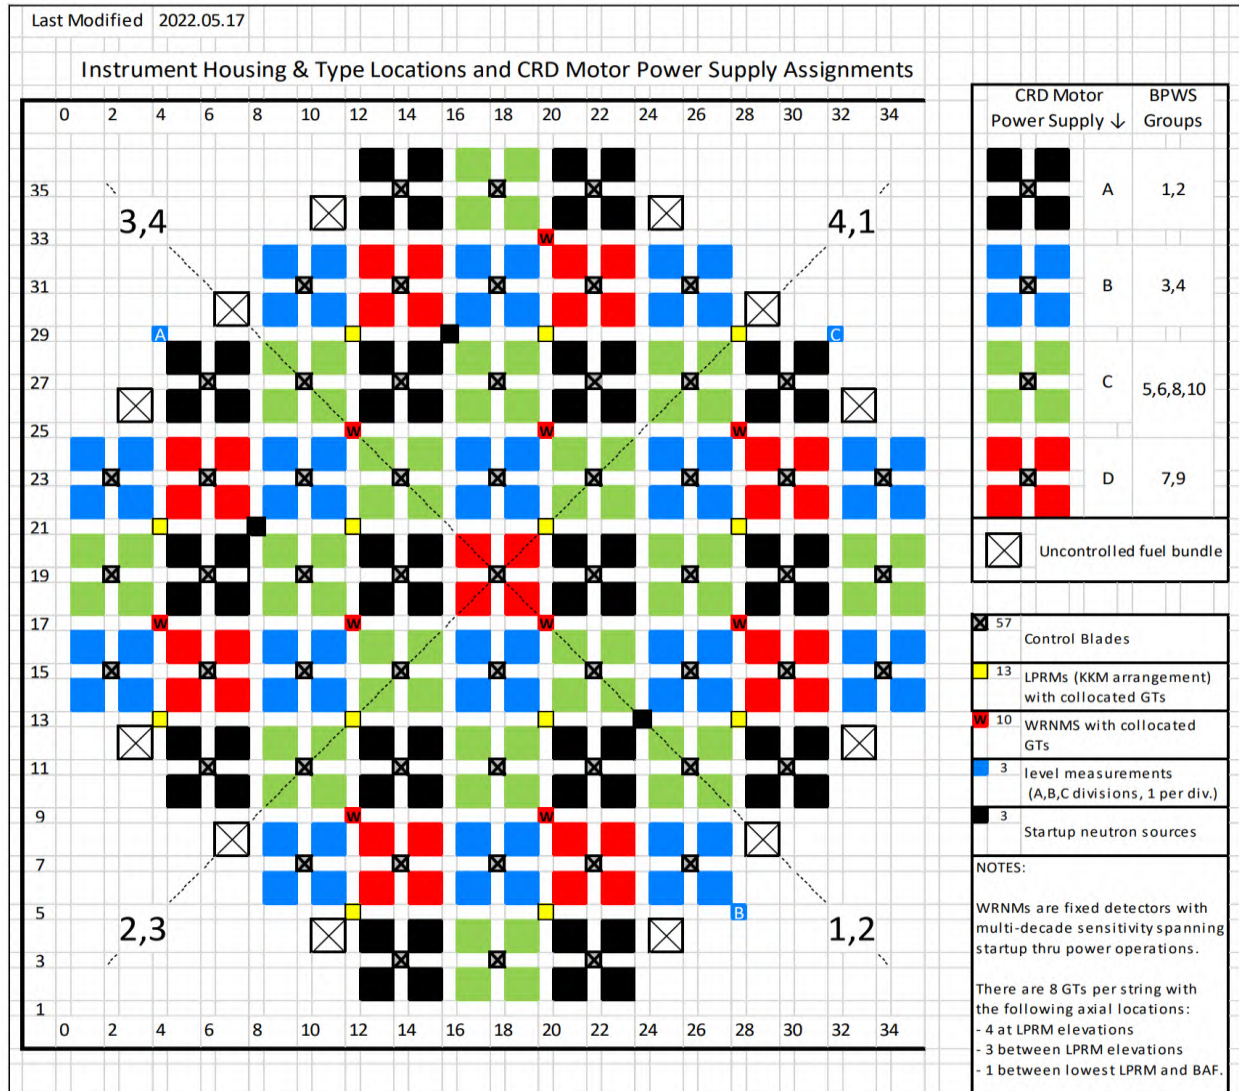 Last Modified 2022.05.17
Instrument Housing & Type Locations and CRD Motor Power Supply Assignments
0 2 4 6 8 10 12 14 16 18 20 22 24 26 28 30 32 34
35
3,4 4,1
33 W
31
29 A C
27
25 W W W
23
21
19
17 W W W W
15
13
11
9 W W
7
5 B
2,3 1,2
3
1
0 2 4 6 8 10 12 14 16 18 20 22 24 26 28 30 32 34
CRD Motor BPWS
Power Supply ↓ Groups
A 1,2
B 3,4
C 5,6,8,10
D 7,9
Uncontrolled fuel bundle
57 Control Blades
13 LPRMs (KKM arrangement)
with collocated GTs
W 10 WRNMS with collocated
GTs
3 level measurements
(A,B,C divisions, 1 per div.)
3 Startup neutron sources
NOTES:
WRNMs are fixed detectors with
multi-decade sensitivity spanning
startup thru power operations.
There are 8 GTs per string with
the following axial locations:
- 4 at LPRM elevations
- 3 between LPRM elevations
- 1 between lowest LPRM and BAF.